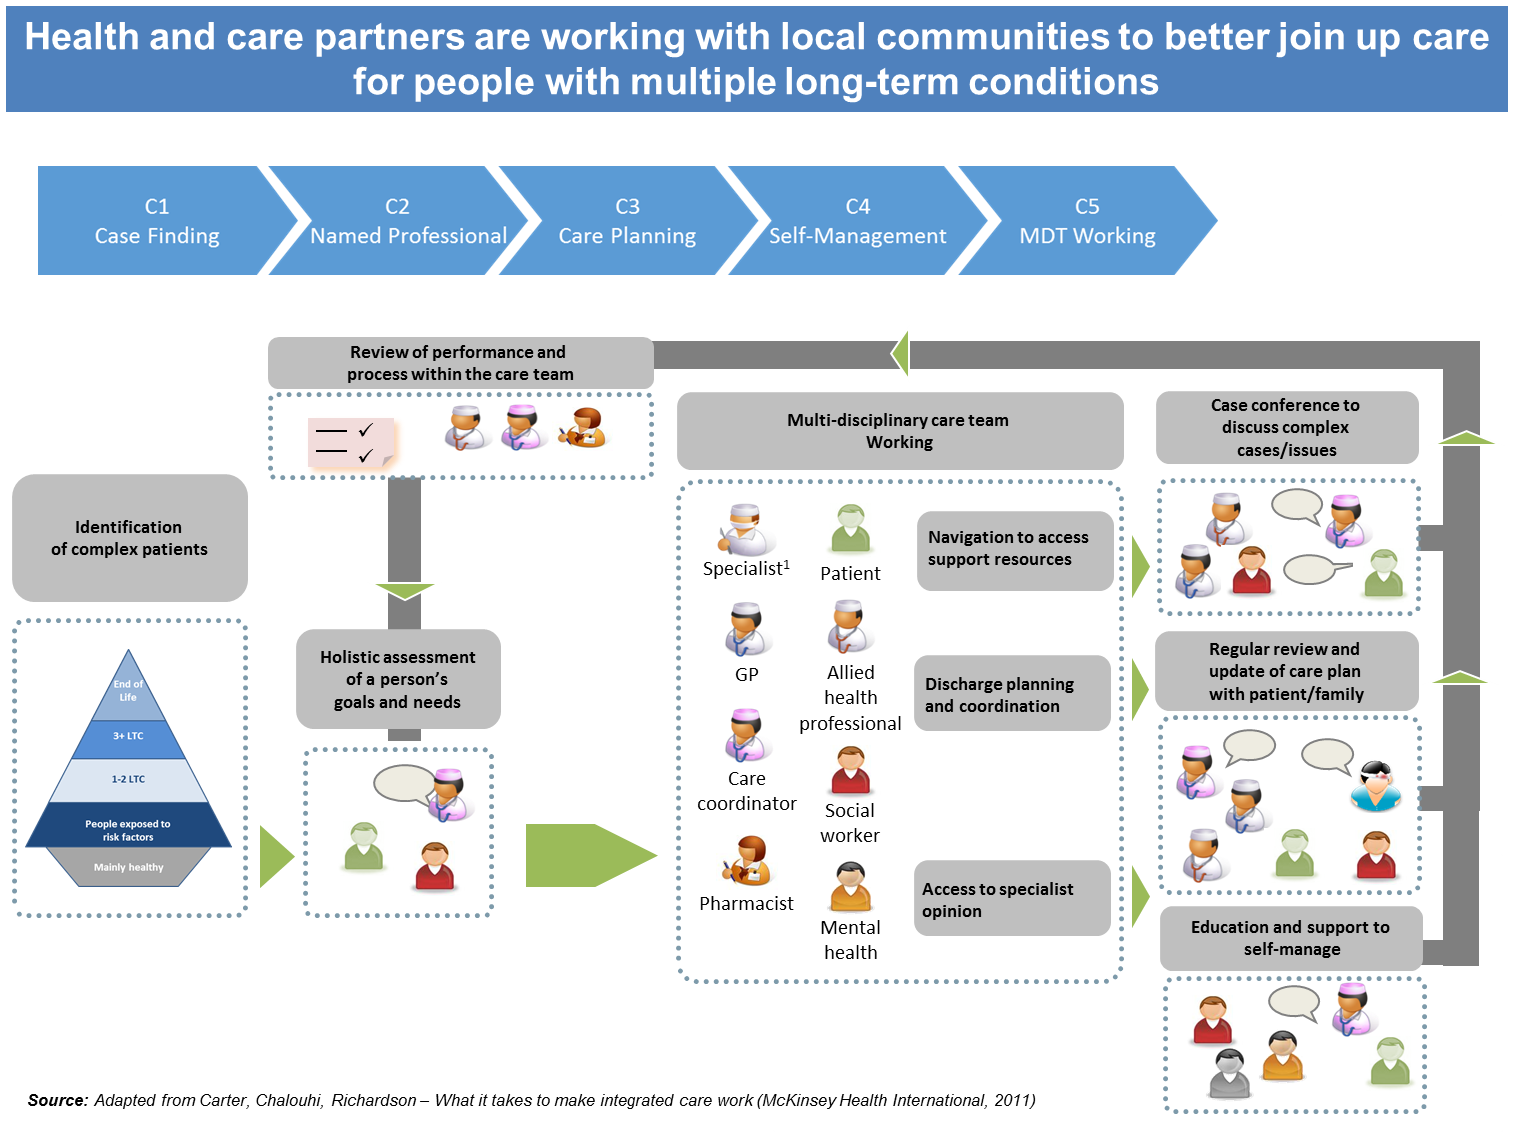 Health and care partners are working with local communities to better join up care
for people with multiple long-term conditions
C1
Case Finding
C2
Named Professional
C3
Care Planning
C4
Self-Management
C5
MDT Working
Review of performance and
process within the care team
Identification
of complex patients
End of
Life
3+ LTC
1-2 LTC
People exposed to
risk factors
Mainly healthy
Holistic assessment
of a person’s
goals and needs
Multi-disciplinary care team
Working
Specialist1
Patient
GP
Allied
health
professional
Care
coordinator
Social
worker
Pharmacist
Mental
health
Navigation to access
support resources
Discharge planning
and coordination
Access to specialist
opinion
Case conference to
discuss complex
cases/issues
Regular review and
update of care plan
with patient/family
Education and support to
self-manage
Source: Adapted from Carter, Chalouhi, Richardson – What it takes to make integrated care work (McKinsey Health International, 2011)